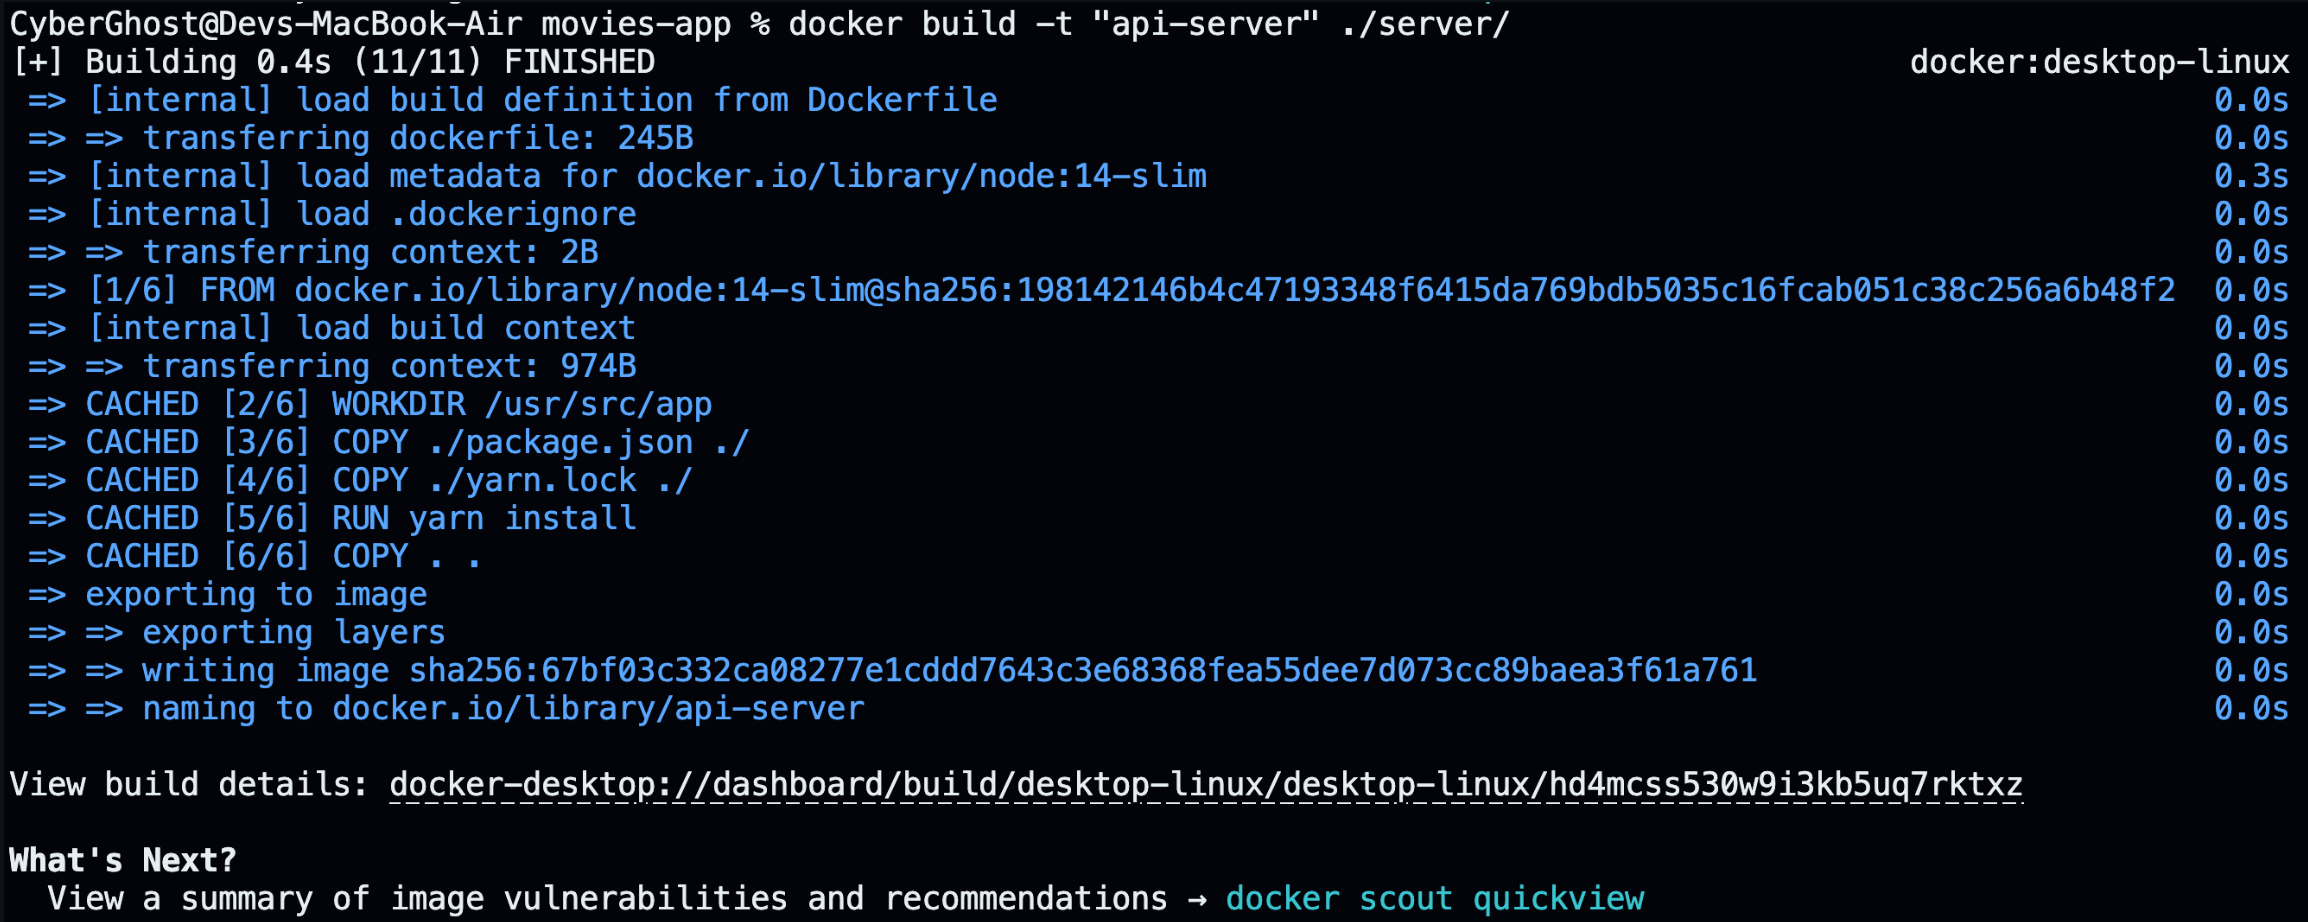 CyberGhost@Devs-MacBook-Air movies-app % docker build -t "api-server" ./server/
[+] Building 0.4s (11/11) FINISHED docker:desktop-linux
=> [internal] load build definition from Dockerfile 0.0s
=> => transferring dockerfile: 245B 0.0s
=> [internal] load metadata for docker.io/library/node:14-slim 0.3s
=> [internal] load .dockerignore 0.0s
=> => transferring context: 2B 0.0s
=> [1/6] FROM docker.io/library/node:14-slim@sha256:198142146b4c47193348f6415da769bdb5035c16fcab051c38c256a6b48f2 0.0s
=> [internal] load build context 0.0s
=> => transferring context: 974B 0.0s
=> CACHED [2/6] WORKDIR /usr/src/app 0.0s
=> CACHED [3/6] COPY ./package.json ./ 0.0s
=> CACHED [4/6] COPY ./yarn.lock ./ 0.0s
=> CACHED [5/6] RUN yarn install 0.0s
=> CACHED [6/6] COPY . . 0.0s
=> exporting to image 0.0s
=> => exporting layers 0.0s
=> => writing image sha256:67bf03c332ca08277e1cddd7643c3e68368fea55dee7d073cc89baea3f61a761 0.0s
=> => naming to docker.io/library/api-server 0.0s
View build details: docker-desktop://dashboard/build/desktop-linux/desktop-linux/hd4mcss530w9i3kb5uq7rktxz
What's Next?
View a summary of image vulnerabilities and recommendations → docker scout quickview